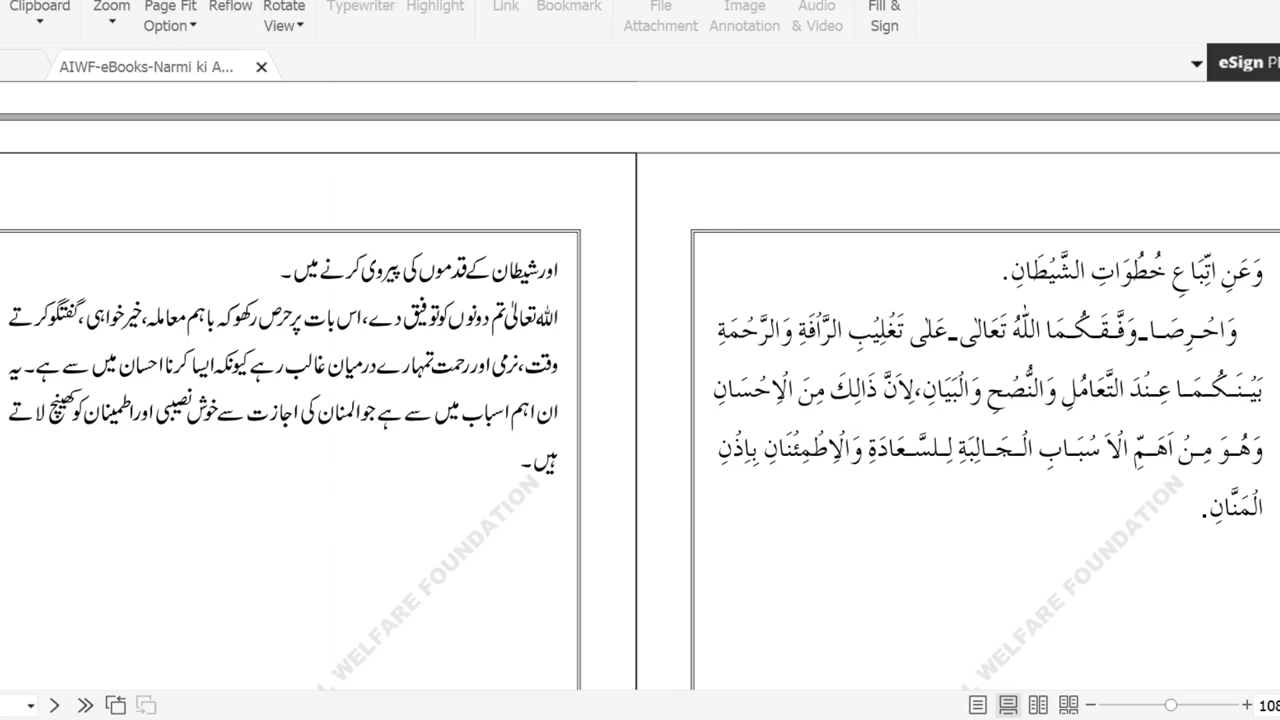 Clipboard
Zoom
Page Fit Option
Reflow
Rotate View
Typewriter
Highlight
Link
Bookmark
File Attachment
Image Annotation
Audio & Video
Fill & Sign
AIWF-eBooks-Narmi ki A...
eSign
اور شیطان کے قدموں کی پیروی کرنے میں۔
اللہ تعالیٰ تم دونوں کو توفیق دے، اس بات پر حرص رکھو کہ باہم معاملہ، خیر خواہی، گفتگو کرتے
وقت، نرمی اور رحمت تمہارے درمیان غالب رہے کیونکہ ایسا کرنا احسان میں سے ہے۔ یہ
ان اہم اسباب میں سے ہے جو المنان کی اجازت سے خوش نصیبی اور اطمینان کو کھینچ لاتے
ہیں۔
وَعَنِ اتِّبَاعِ خُطُوَاتِ الشَّيْطَانِ.
وَاحْرِصَا۔وَفَّقَكُمَا اللّٰهُ تَعَالٰى۔عَلٰى تَغْلِيْبِ الرَّاْفَةِ وَالرَّحْمَةِ
بَيْنَكُمَا عِنْدَ التَّعَامُلِ وَالنُّصْحِ وَالْبَيَانِ،لِاَنَّ ذَالِكَ مِنَ الْاِحْسَانِ
وَهُوَ مِنْ اَهَمِّ الْاَسْبَابِ الْجَالِبَةِ لِلسَّعَادَةِ وَالْاِطْمِئْنَانِ بِاِذْنِ
الْمَنَّانِ.
WELFARE FOUNDATION
WELFARE FOUNDATION